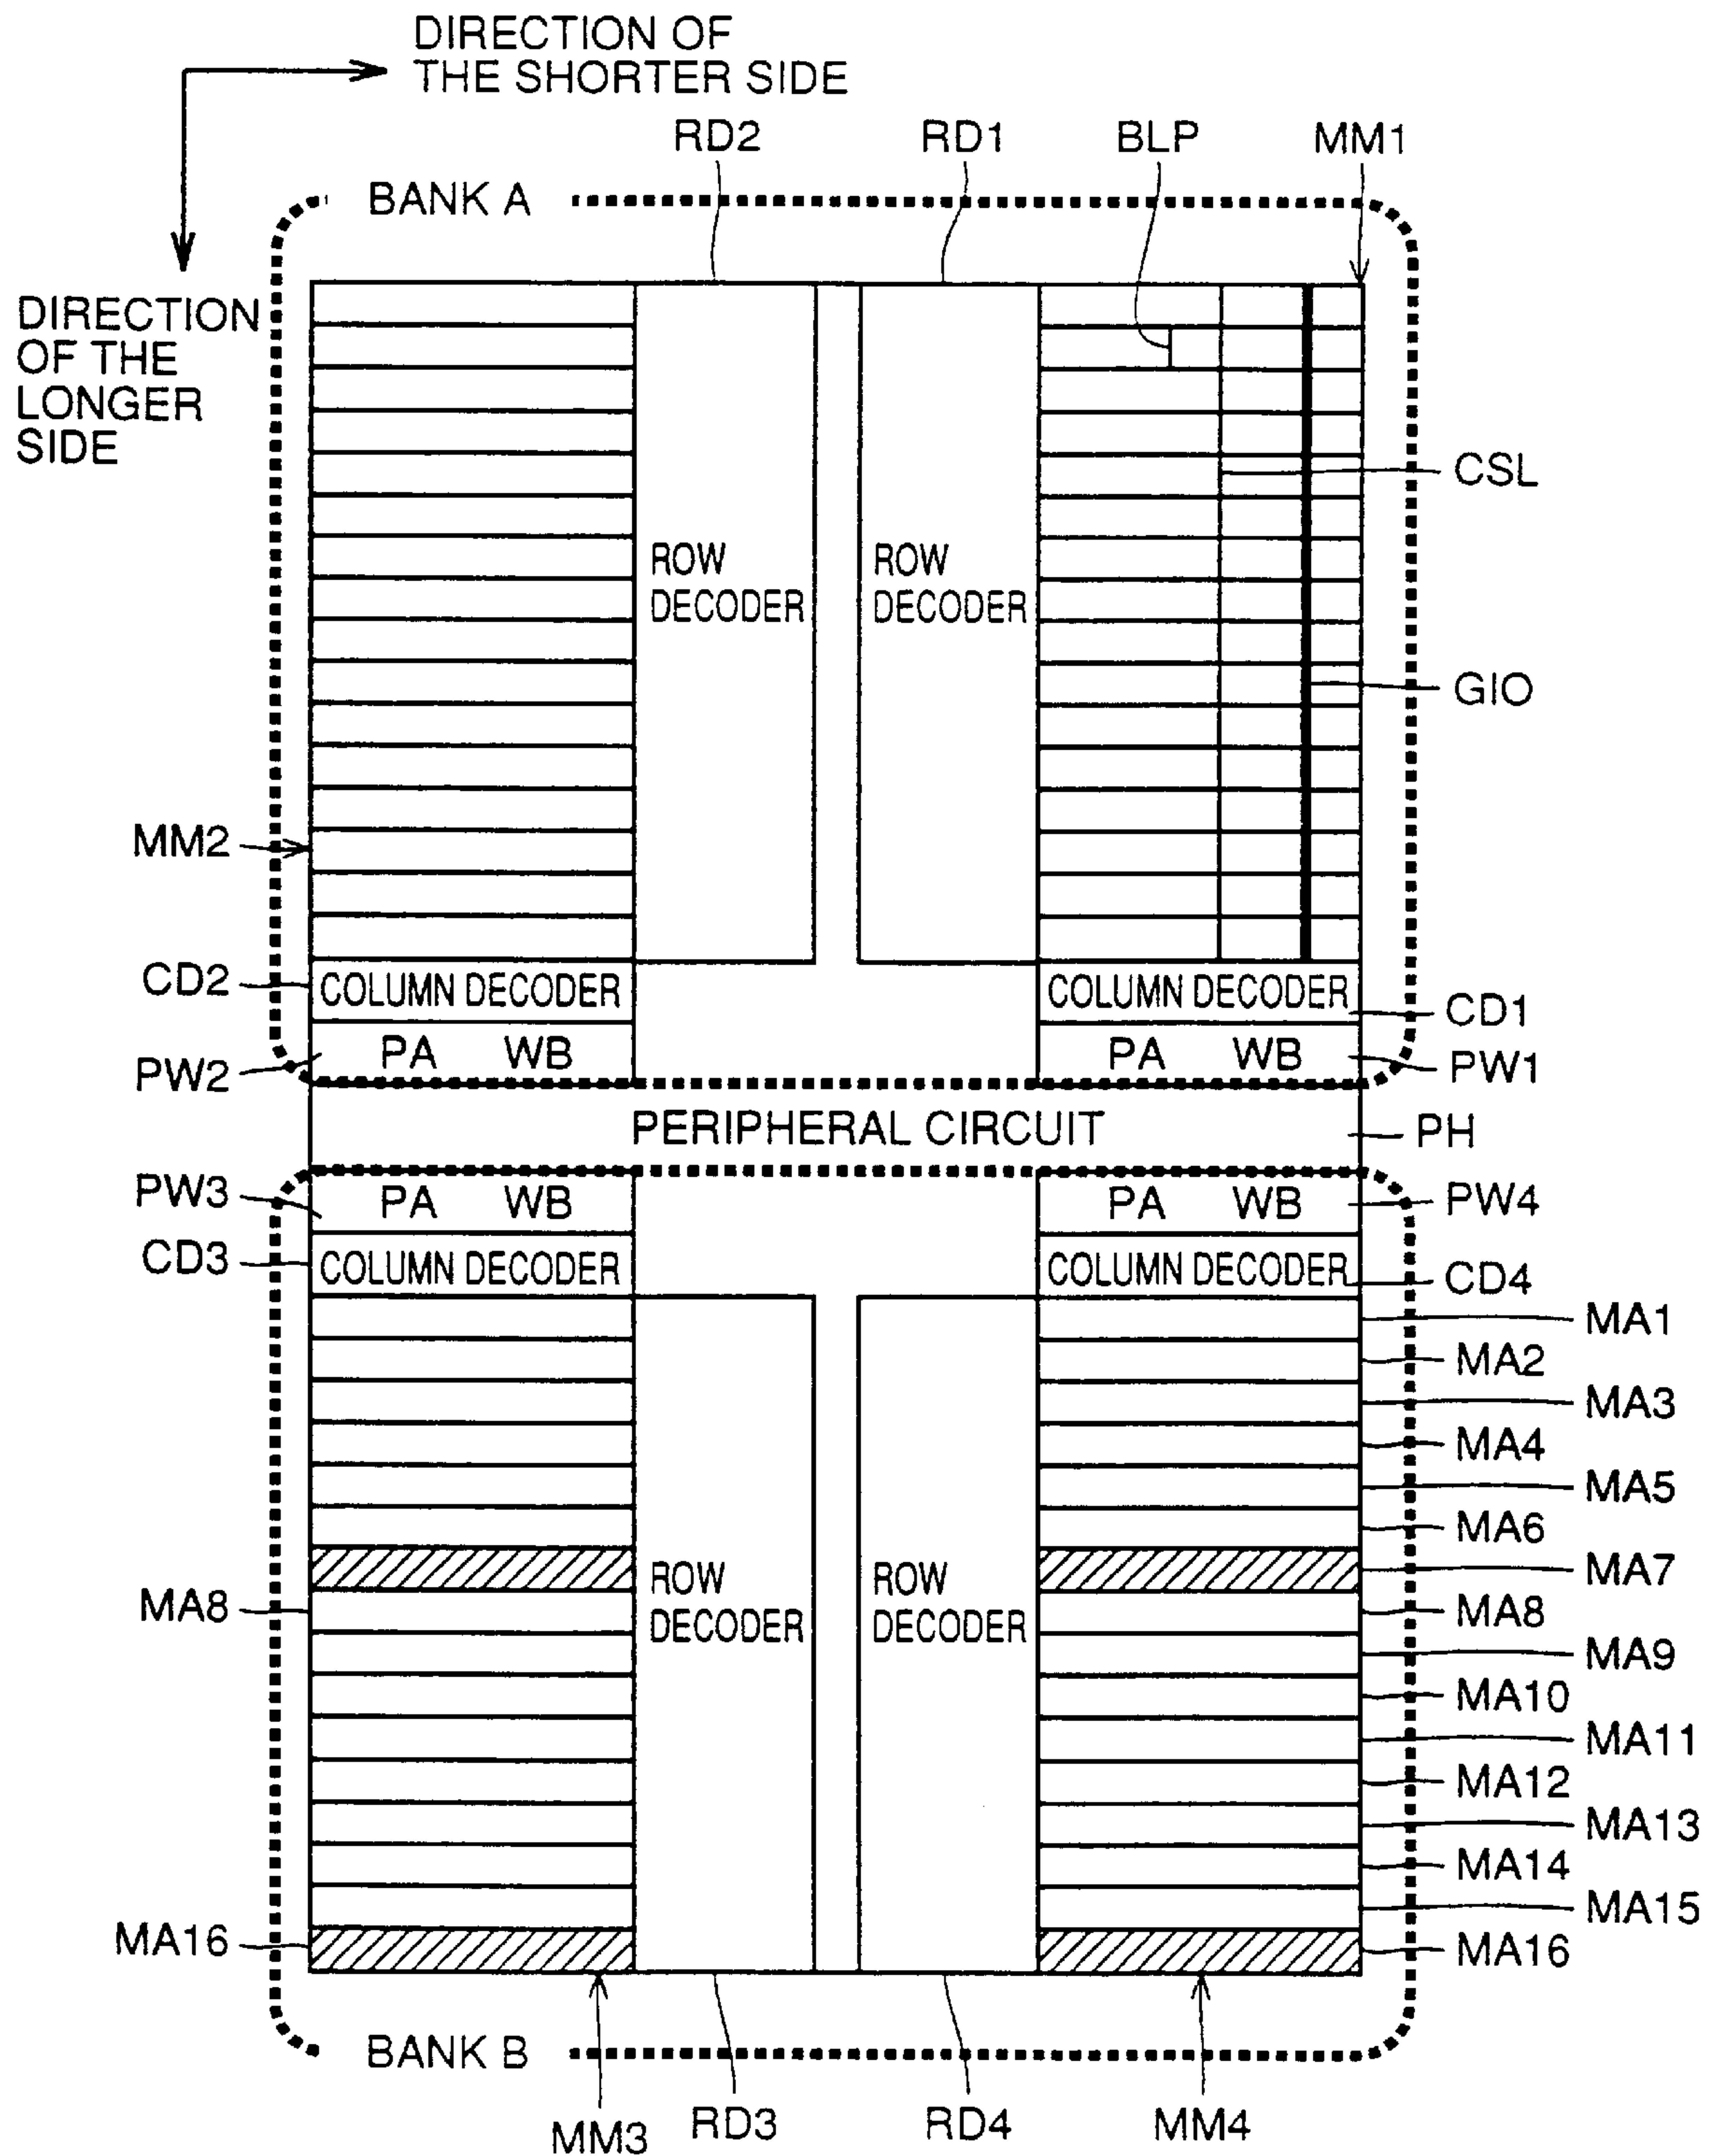 DIRECTION OF
THE SHORTER SIDE
RD2
RD1
BLP
MM1
BANK A
DIRECTION
OF THE
LONGER
SIDE
CSL
ROW
DECODER
ROW
DECODER
GIO
MM2
CD2
COLUMN DECODER
COLUMN DECODER
CD1
PW2
PA WB
PA WB
PW1
PERIPHERAL CIRCUIT
PH
PW3
PA WB
PA WB
PW4
CD3
COLUMN DECODER
COLUMN DECODER
CD4
MA1
MA2
MA3
MA4
MA5
MA6
MA7
ROW
DECODER
ROW
DECODER
MA8
MA8
MA9
MA10
MA11
MA12
MA13
MA14
MA15
MA16
MA16
BANK B
MM3
RD3
RD4
MM4